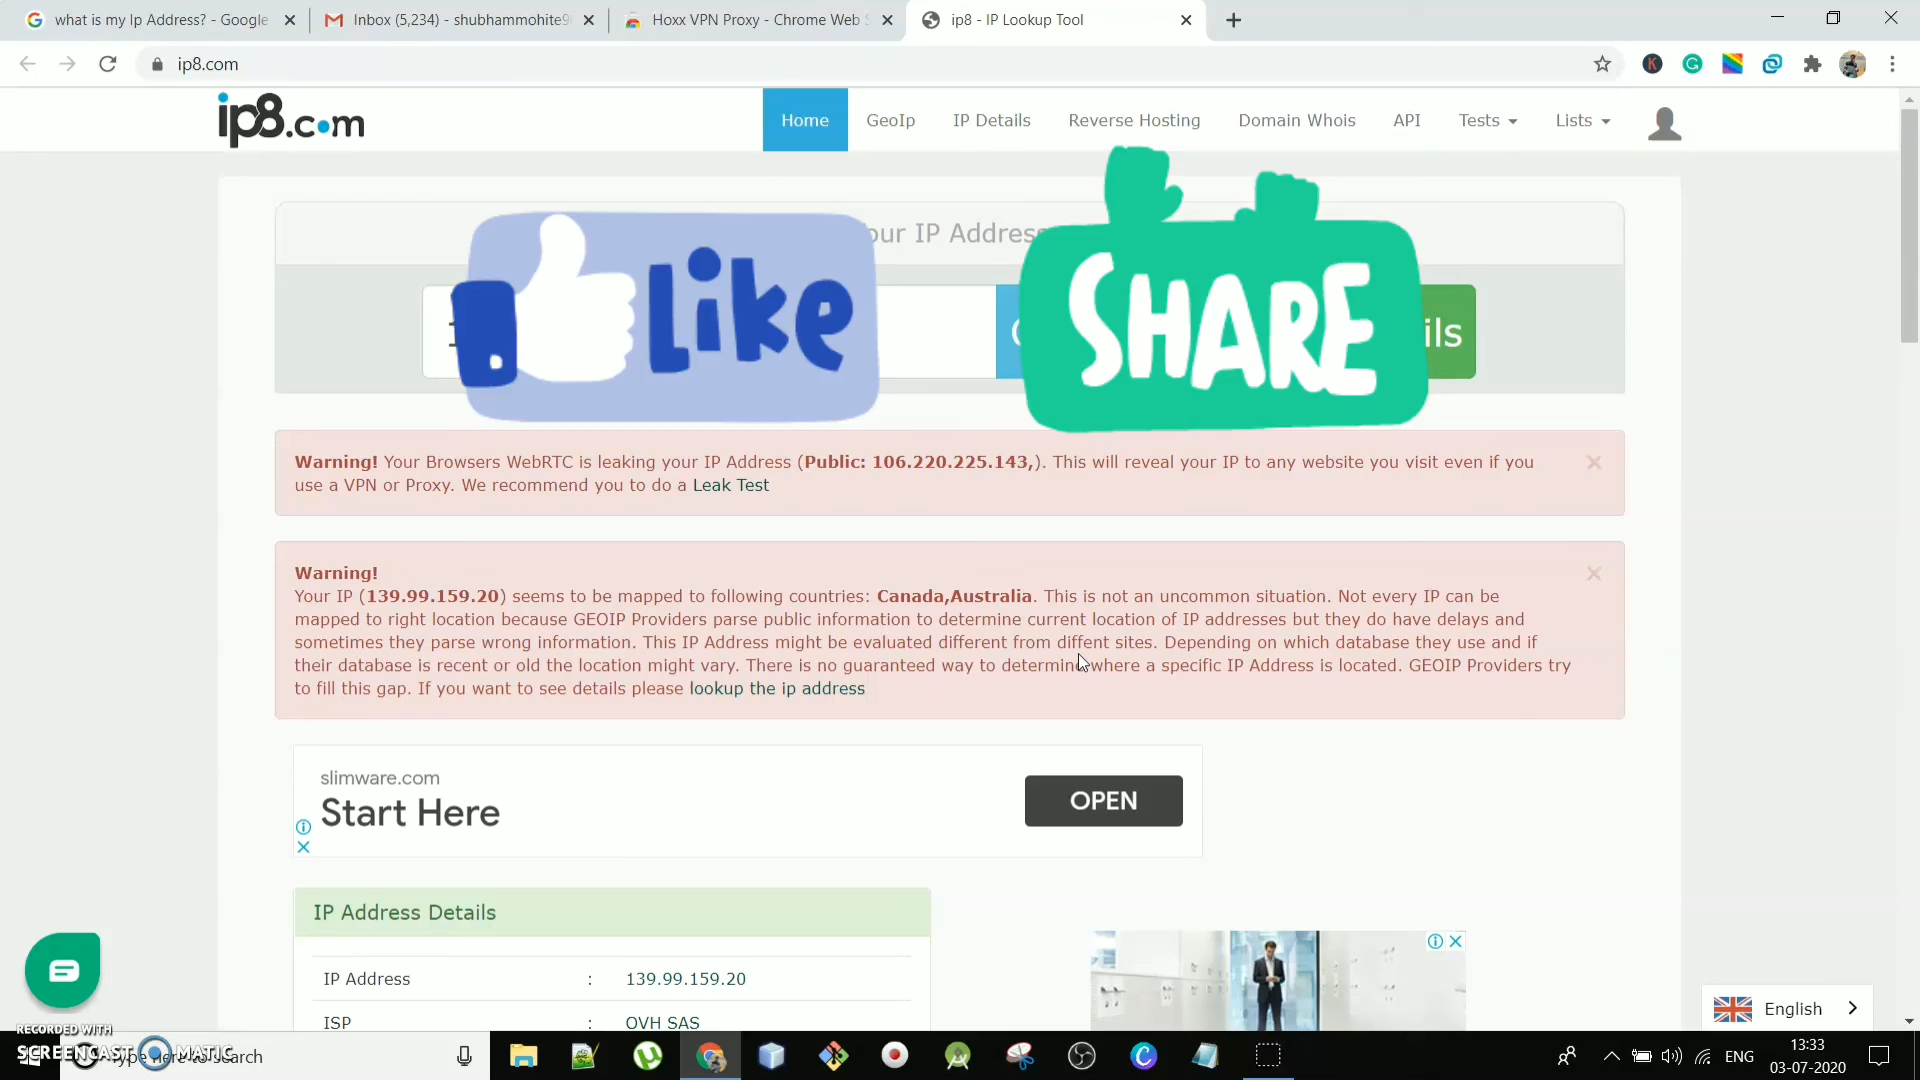 what is my Ip Address? - Google
Inbox (5,234) - shubhammohite9
Hoxx VPN Proxy - Chrome Web S
ip8 - IP Lookup Tool
ip8.com
ip8.com
Home
GeoIp
IP Details
Reverse Hosting
Domain Whois
API
Tests
Lists
our IP Address
Like
SHARE
ils
Warning! Your Browsers WebRTC is leaking your IP Address (Public: 106.220.225.143,). This will reveal your IP to any website you visit even if you
use a VPN or Proxy. We recommend you to do a Leak Test
Warning!
Your IP (139.99.159.20) seems to be mapped to following countries: Canada,Australia. This is not an uncommon situation. Not every IP can be
mapped to right location because GEOIP Providers parse public information to determine current location of IP addresses but they do have delays and
sometimes they parse wrong information. This IP Address might be evaluated different from diffent sites. Depending on which database they use and if
their database is recent or old the location might vary. There is no guaranteed way to determine where a specific IP Address is located. GEOIP Providers try
to fill this gap. If you want to see details please lookup the ip address
slimware.com
Start Here
OPEN
IP Address Details
IP Address : 139.99.159.20
ISP : OVH SAS
English
RECORDED WITH
SCREENCAST MATIC
Type here to search
ENG
13:33
03-07-2020